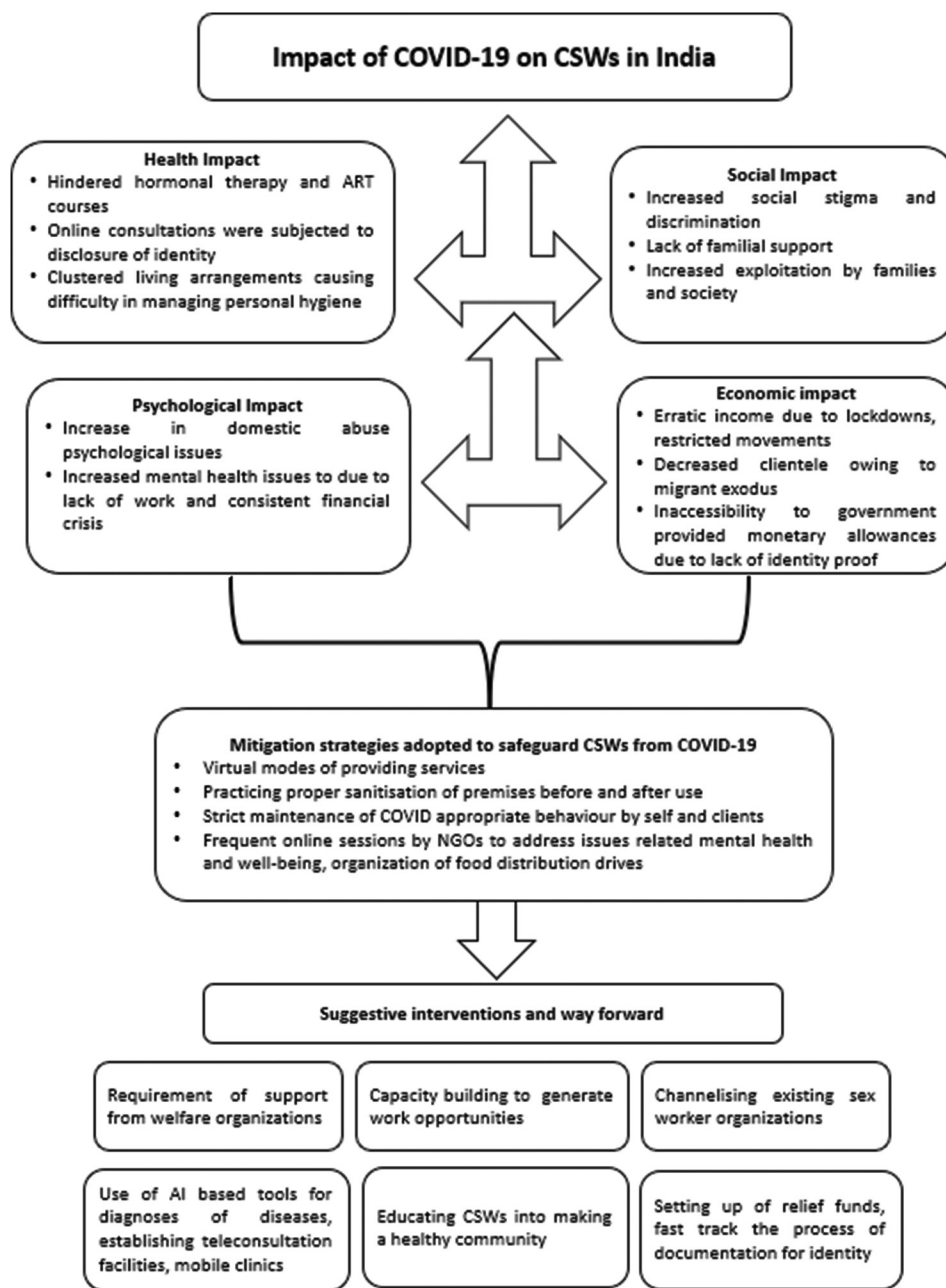 Impact of COVID-19 on CSWs in India
Health Impact
• Hindered hormonal therapy and ART
courses
• Online consultations were subjected to
disclosure of identity
• Clustered living arrangements causing
difficulty in managing personal hygiene
Social Impact
• Increased social stigma and
discrimination
• Lack of familial support
• Increased exploitation by families
and society
Psychological Impact
• Increase in domestic abuse
psychological issues
• Increased mental health issues to due to
lack of work and consistent financial
crisis
Economic impact
• Erratic income due to lockdowns,
restricted movements
• Decreased clientele owing to
migrant exodus
• Inaccessibility to government
provided monetary allowances
due to lack of identity proof
Mitigation strategies adopted to safeguard CSWs from COVID-19
• Virtual modes of providing services
• Practicing proper sanitisation of premises before and after use
• Strict maintenance of COVID appropriate behaviour by self and clients
• Frequent online sessions by NGOs to address issues related mental health
and well-being, organization of food distribution drives
Suggestive interventions and way forward
Requirement of support
from welfare organizations
Capacity building to generate
work opportunities
Channelising existing sex
worker organizations
Use of AI based tools for
diagnoses of diseases,
establishing teleconsultation
facilities, mobile clinics
Educating CSWs into making
a healthy community
Setting up of relief funds,
fast track the process of
documentation for identity